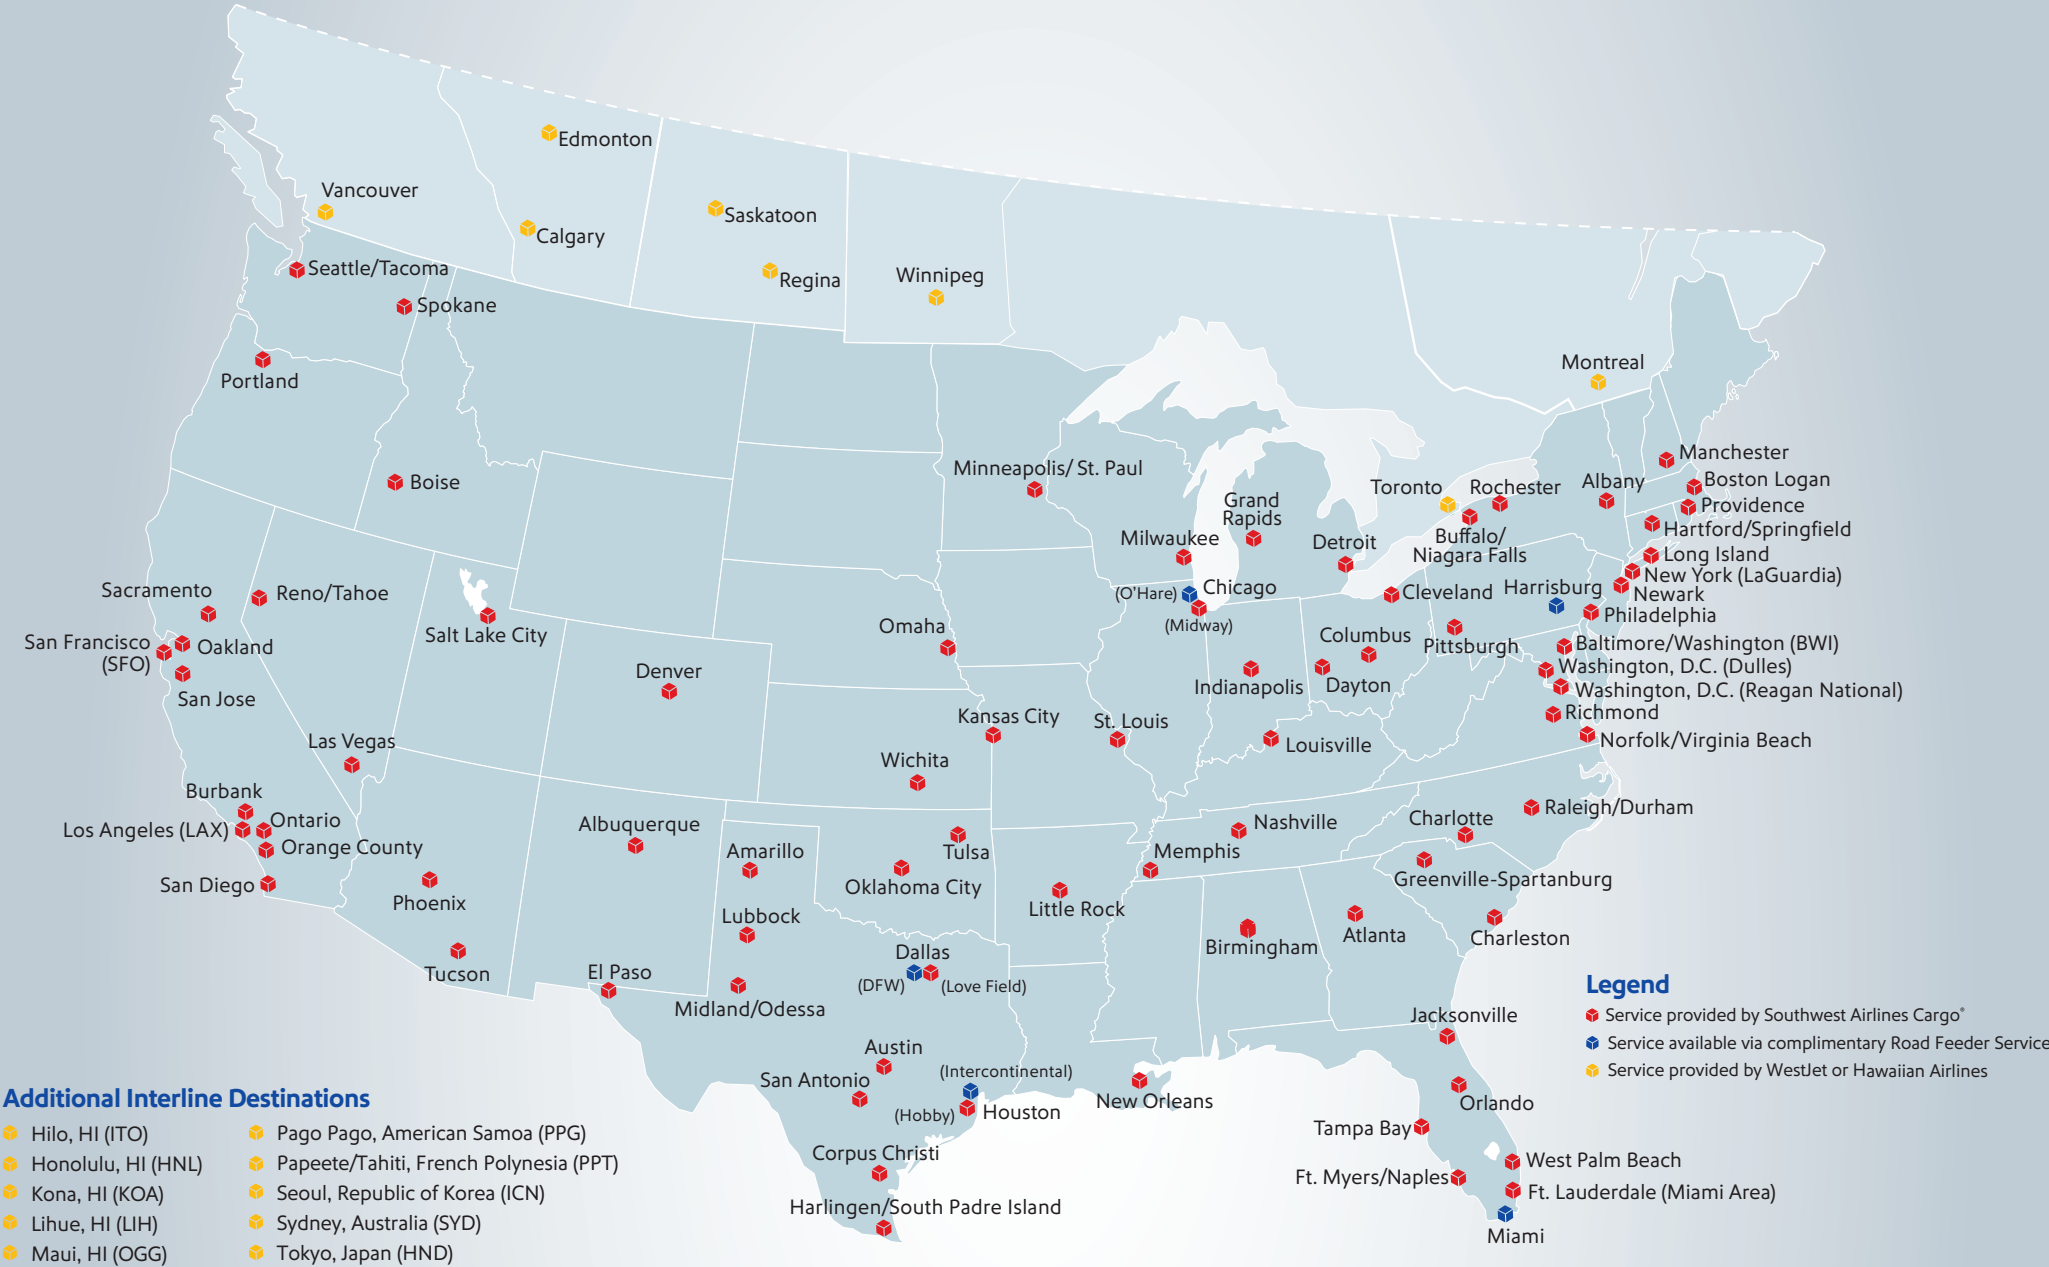 Edmonton
Vancouver
Saskatoon
Calgary
Seattle/Tacoma
Regina
Winnipeg
Spokane
Portland
Montreal
Boise
Minneapolis/ St. Paul
Manchester
Boston Logan
Toronto
Rochester
Albany
Grand
Rapids
Providence
Hartford/Springfield
Milwaukee
Detroit
Buffalo/
Niagara Falls
Long Island
New York (LaGuardia)
Newark
Sacramento
Reno/Tahoe
(O'Hare)
Chicago
(Midway)
Cleveland
Harrisburg
Philadelphia
San Francisco
(SFO)
Oakland
Salt Lake City
Omaha
Columbus
Pittsburgh
Baltimore/Washington (BWI)
Washington, D.C. (Dulles)
Washington, D.C. (Reagan National)
San Jose
Denver
Indianapolis
Dayton
Richmond
Kansas City
St. Louis
Louisville
Norfolk/Virginia Beach
Las Vegas
Wichita
Burbank
Ontario
Los Angeles (LAX)
Orange County
Albuquerque
Amarillo
Tulsa
Nashville
Charlotte
Raleigh/Durham
Memphis
San Diego
Phoenix
Oklahoma City
Greenville-Spartanburg
Lubbock
Little Rock
Birmingham
Atlanta
Charleston
Tucson
El Paso
Dallas
(DFW)
(Love Field)
Midland/Odessa
Legend
Service provided by Southwest Airlines Cargo®
Service available via complimentary Road Feeder Service
Service provided by WestJet or Hawaiian Airlines
Jacksonville
Austin
San Antonio
(Intercontinental)
(Hobby)
Houston
New Orleans
Orlando
Tampa Bay
Corpus Christi
West Palm Beach
Ft. Myers/Naples
Ft. Lauderdale (Miami Area)
Harlingen/South Padre Island
Miami
Additional Interline Destinations
Hilo, HI (ITO)
Honolulu, HI (HNL)
Kona, HI (KOA)
Lihue, HI (LIH)
Maui, HI (OGG)
Pago Pago, American Samoa (PPG)
Papeete/Tahiti, French Polynesia (PPT)
Seoul, Republic of Korea (ICN)
Sydney, Australia (SYD)
Tokyo, Japan (HND)